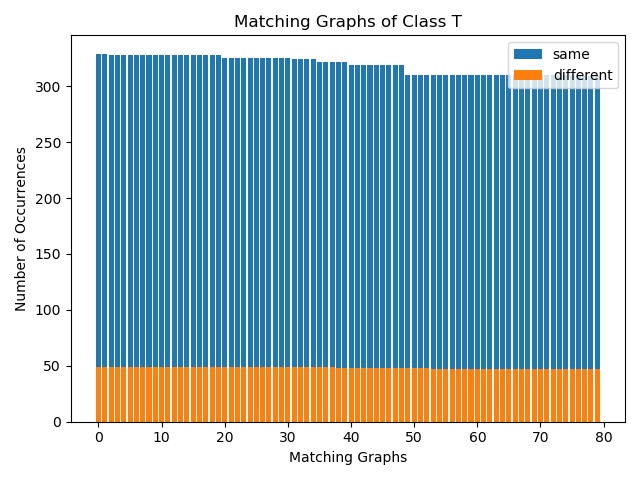 Matching Graphs of Class T
same
different
Number of Occurrences
300
250
200
150
100
50
0
0 10 20 30 40 50 60 70 80
Matching Graphs